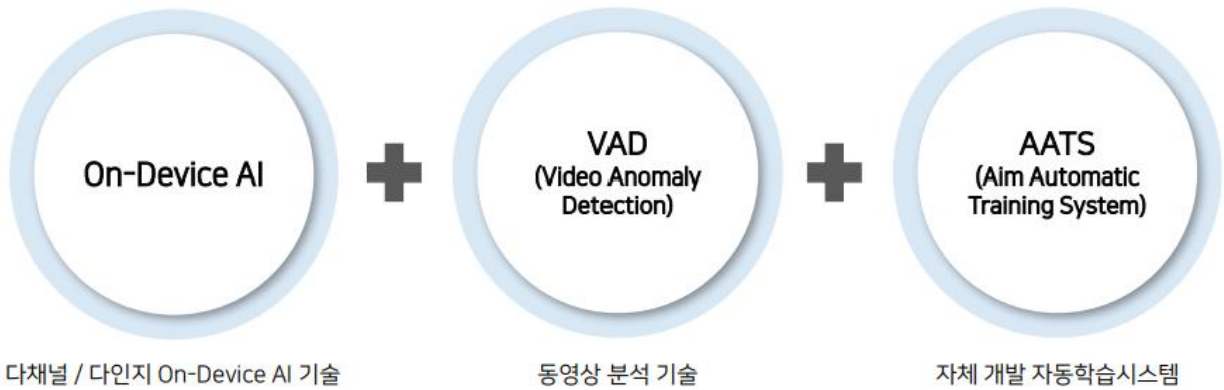 On-Device AI
VAD
(Video Anomaly
Detection)
AATS
(Aim Automatic
Training System)
다채널 / 다인지 On-Device AI 기술
동영상 분석 기술
자체 개발 자동학습시스템